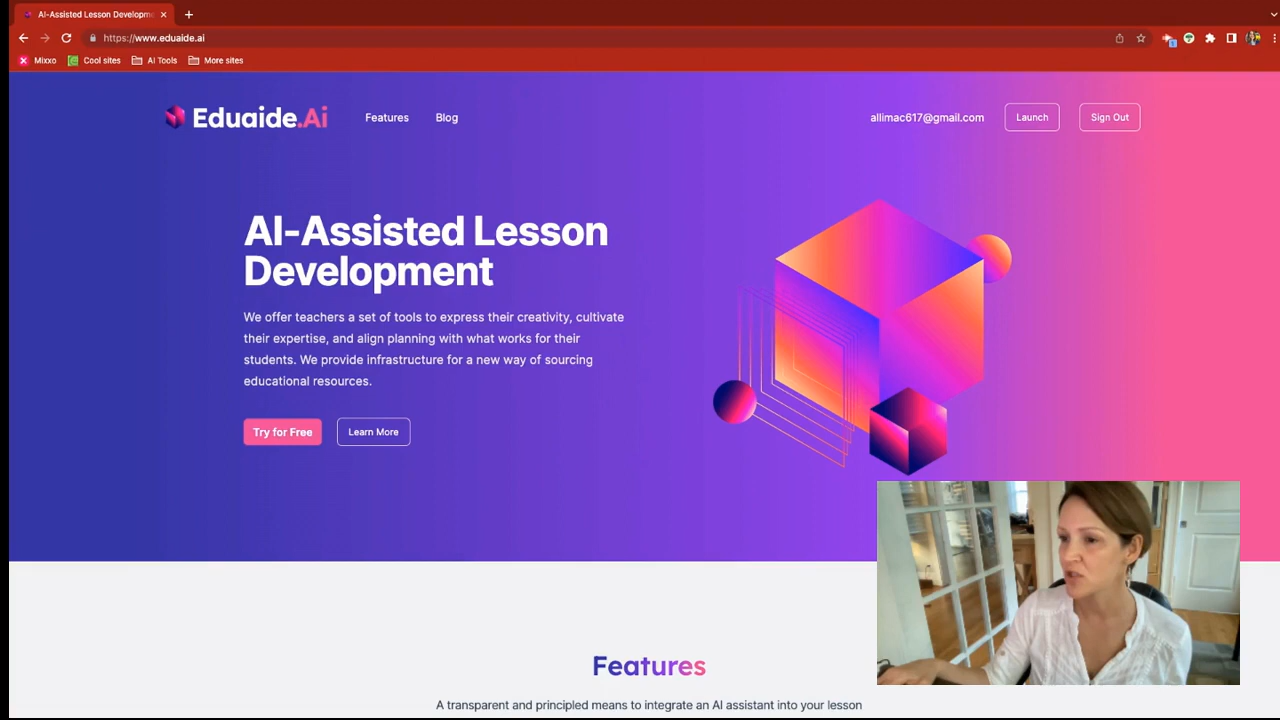 AI-Assisted Lesson Developm
https://www.eduaide.ai
Mixxo Cool sites AI Tools More sites
Eduaide.Ai Features Blog allimac617@gmail.com Launch Sign Out
AI-Assisted Lesson
Development
We offer teachers a set of tools to express their creativity, cultivate
their expertise, and align planning with what works for their
students. We provide infrastructure for a new way of sourcing
educational resources.
Try for Free Learn More
Features
A transparent and principled means to integrate an AI assistant into your lesson